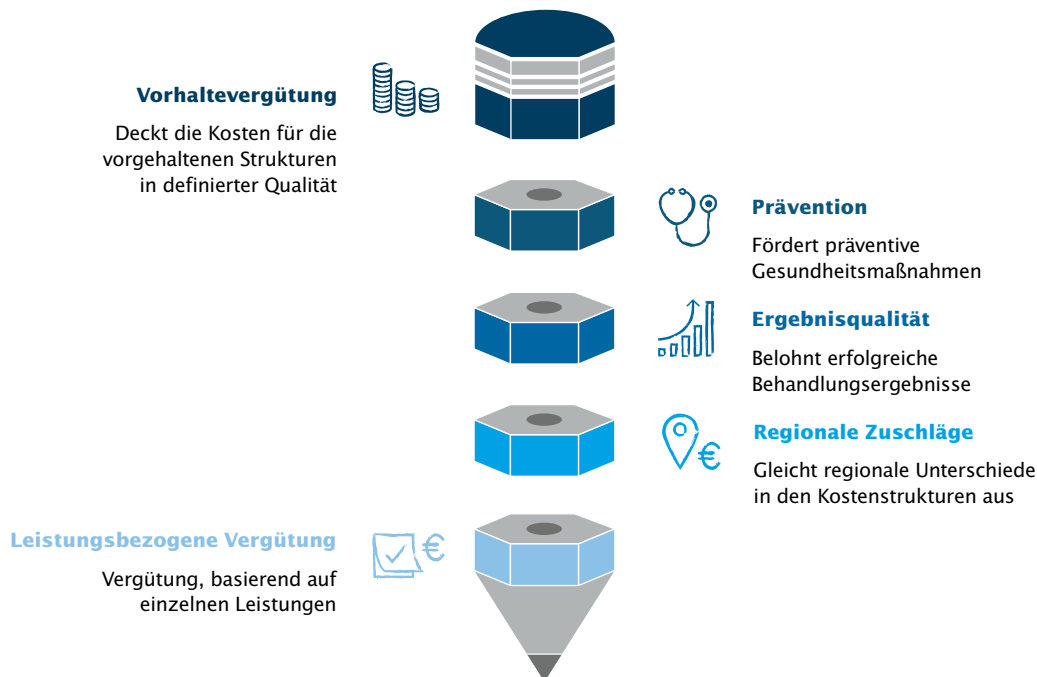 Vorhaltevergütung
Deckt die Kosten für die
vorgehaltenen Strukturen
in definierter Qualität
Prävention
Fördert präventive
Gesundheitsmaßnahmen
Ergebnisqualität
Belohnt erfolgreiche
Behandlungsergebnisse
Regionale Zuschläge
Gleicht regionale Unterschiede
in den Kostenstrukturen aus
€
Leistungsbezogene Vergütung
Vergütung, basierend auf
einzelnen Leistungen
€